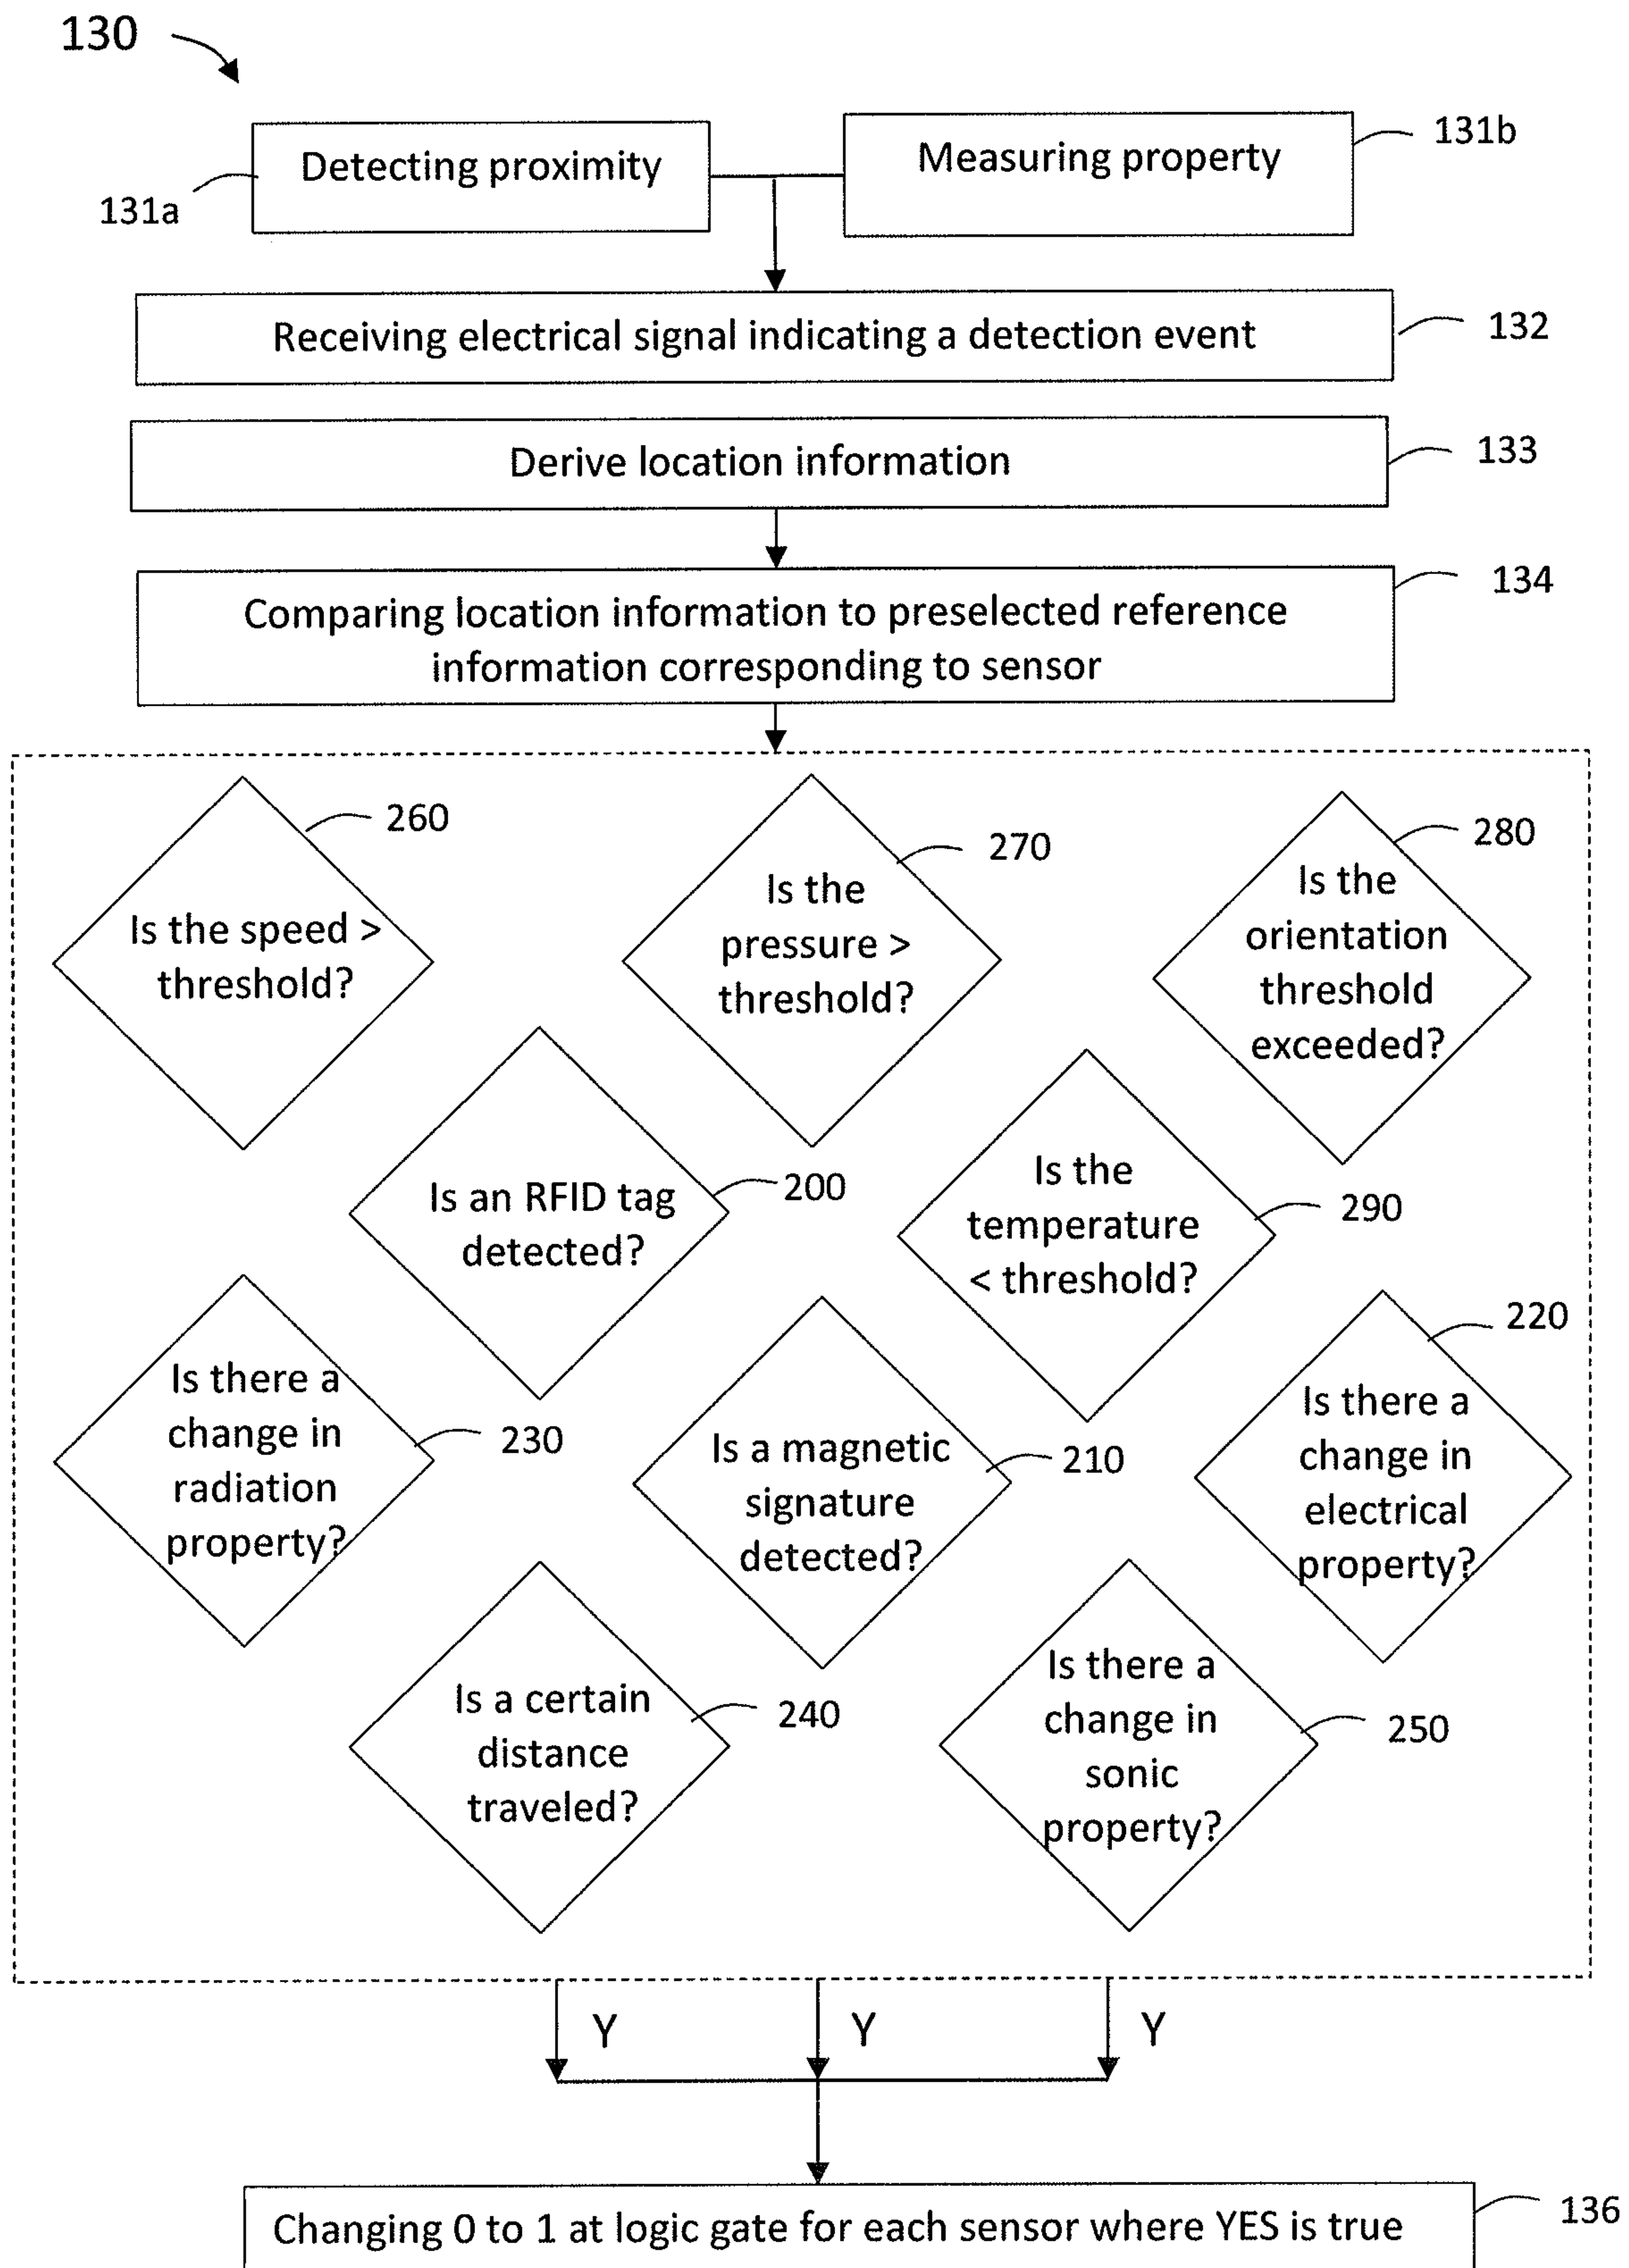 130
Detecting proximity
131a
Measuring property
131b
Receiving electrical signal indicating a detection event
132
Derive location information
133
Comparing location information to preselected reference
information corresponding to sensor
134
Is the speed >
threshold?
260
Is the
pressure >
threshold?
270
Is the
orientation
threshold
exceeded?
280
Is an RFID tag
detected?
200
Is the
temperature
< threshold?
290
Is there a
change in
radiation
property?
230
Is a magnetic
signature
detected?
210
Is there a
change in
electrical
property?
220
Is a certain
distance
traveled?
240
Is there a
change in
sonic
property?
250
Y
Y
Y
Changing 0 to 1 at logic gate for each sensor where YES is true
136